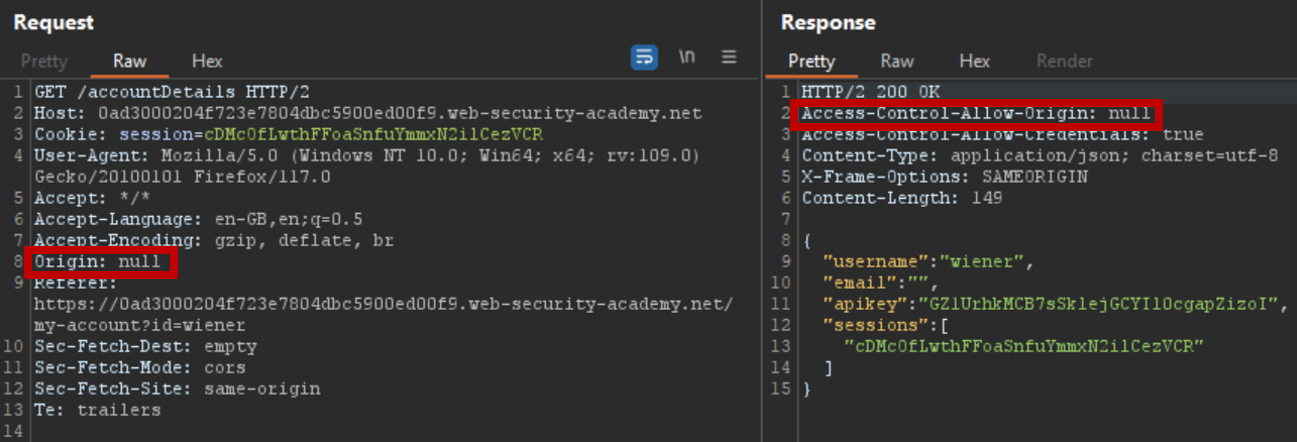 Request
Pretty Raw Hex
\n
1 GET /accountDetails HTTP/2
2 Host: 0ad3000204f723e7804dbc5900ed00f9.web-security-academy.net
3 Cookie: session=cDMcOfLwthFFoaSnfuYmmxN2ilCezVCR
4 User-Agent: Mozilla/5.0 (Windows NT 10.0; Win64; x64; rv:109.0)
Gecko/20100101 Firefox/117.0
5 Accept: */*
6 Accept-Language: en-GB,en;q=0.5
7 Accept-Encoding: gzip, deflate, br
8 Origin: null
9 Referer:
https://0ad3000204f723e7804dbc5900ed00f9.web-security-academy.net/
my-account?id=wiener
10 Sec-Fetch-Dest: empty
11 Sec-Fetch-Mode: cors
12 Sec-Fetch-Site: same-origin
13 Te: trailers
14
Response
Pretty Raw Hex Render
1 HTTP/2 200 OK
2 Access-Control-Allow-Origin: null
3 Access-Control-Allow-Credentials: true
4 Content-Type: application/json; charset=utf-8
5 X-Frame-Options: SAMEORIGIN
6 Content-Length: 149
7
8 {
9 "username":"wiener",
10 "email":"",
11 "apikey":"GZlUrhkMCB7sSklejGCYIl0cgapZizoI",
12 "sessions":[
13 "cDMcOfLwthFFoaSnfuYmmxN2ilCezVCR"
14 ]
15 }